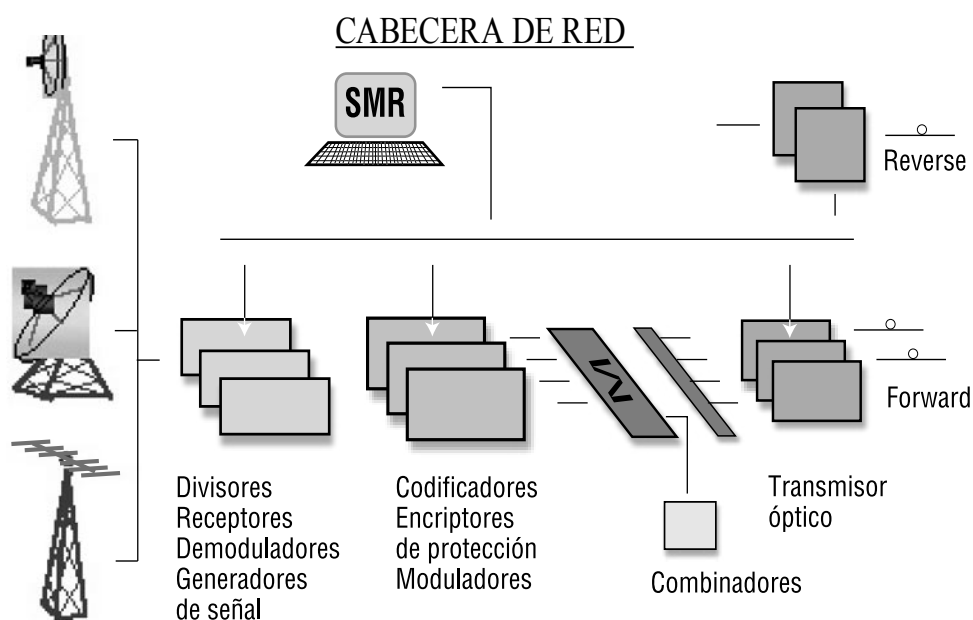 CABECERA DE RED
SMR
Reverse
Forward
Divisores
Receptores
Demoduladores
Generadores
de señal
Codificadores
Encriptores
de protección
Moduladores
Combinadores
Transmisor
óptico